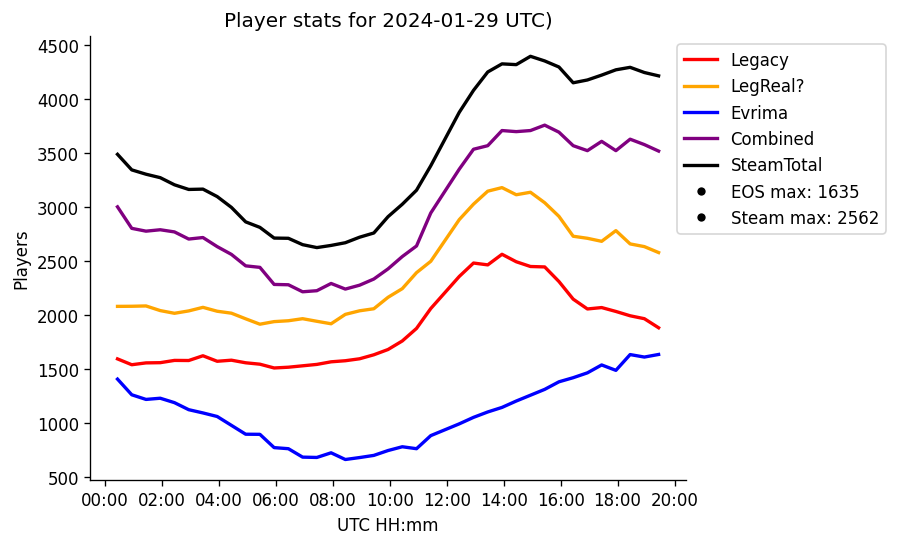 Player stats for 2024-01-29 UTC)
Players
4500
4000
3500
3000
2500
2000
1500
1000
500
00:00 02:00 04:00 06:00 08:00 10:00 12:00 14:00 16:00 18:00 20:00
UTC HH:mm
Legacy
LegReal?
Evrima
Combined
SteamTotal
EOS max: 1635
Steam max: 2562